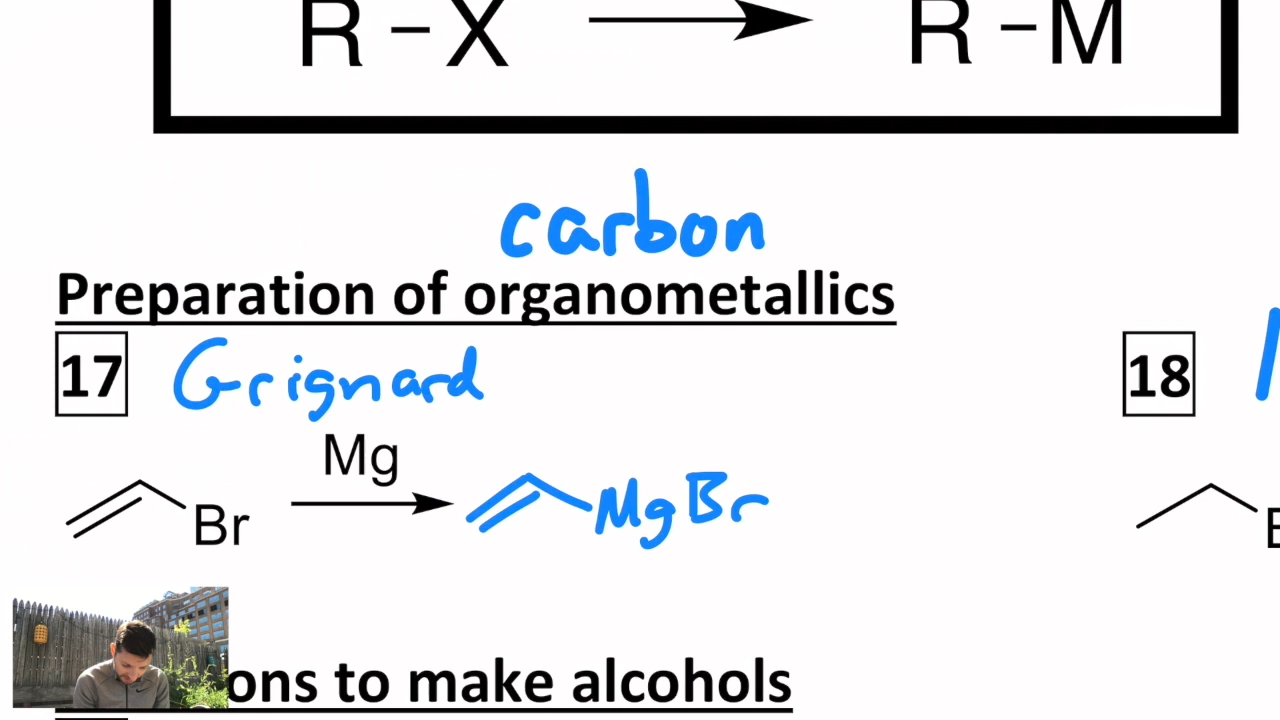 R – X → R – M
carbon
Preparation of organometallics
17 Grignard
18
Mg
Br → MgBr
ons to make alcohols